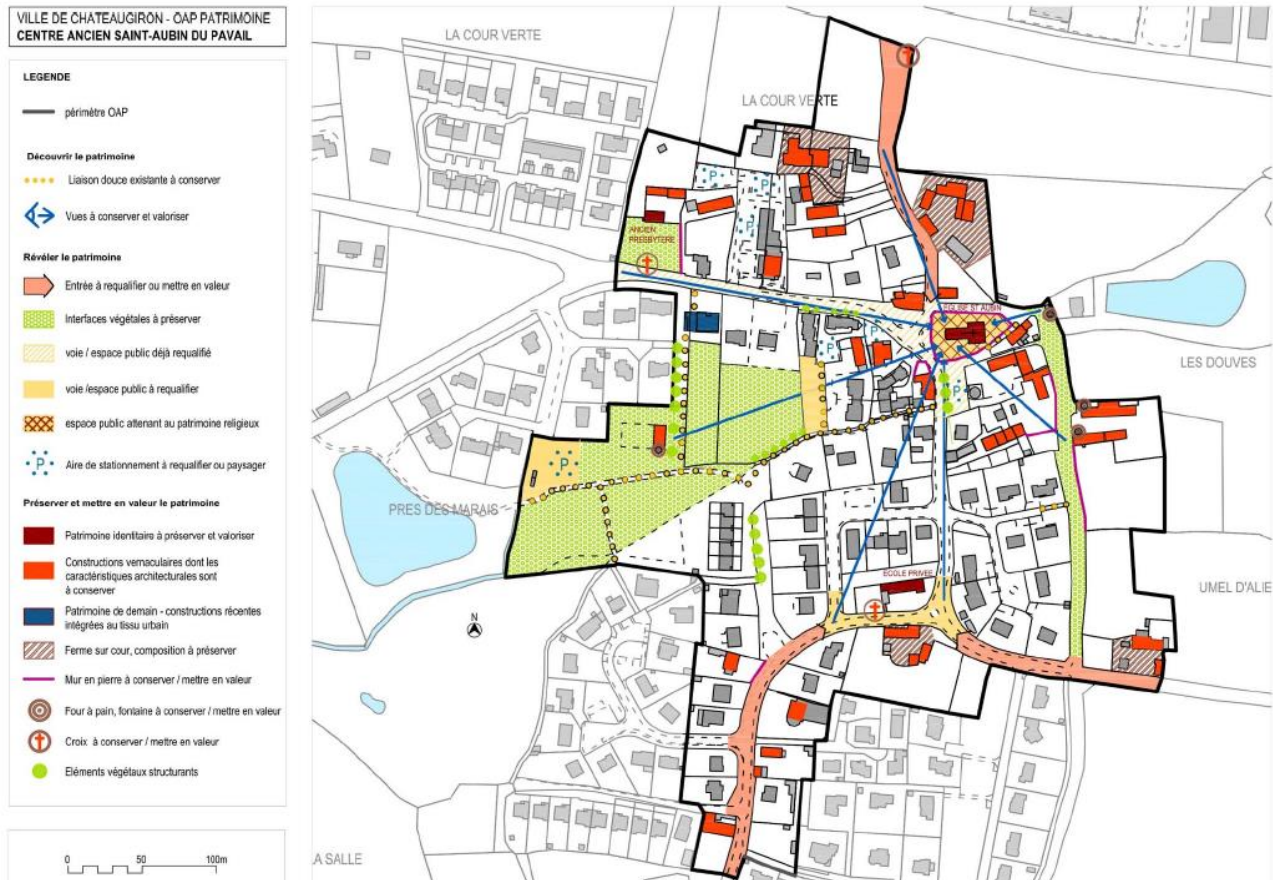 VILLE DE CHATEAUGIRON - OAP PATRIMOINE
CENTRE ANCIEN SAINT-AUBIN DU PAVAIL
LEGENDE
périmètre OAP
Découvrir le patrimoine
Liaison douce existante à conserver
Vues à conserver et valoriser
Révéler le patrimoine
Entrée à requalifier ou mettre en valeur
Interfaces végétales à préserver
voie / espace public déjà requalifié
voie /espace public à requalifier
espace public attenant au patrimoine religieux
P
Aire de stationnement à requalifier ou paysager
Préserver et mettre en valeur le patrimoine
Patrimoine identitaire à préserver et valoriser
Constructions vernaculaires dont les
caractéristiques architecturales sont
à conserver
Patrimoine de demain - constructions récentes
intégrées au tissu urbain
Ferme sur cour, composition à préserver
Mur en pierre à conserver / mettre en valeur
Four à pain, fontaine à conserver / mettre en valeur
Croix à conserver / mettre en valeur
Eléments végétaux structurants
0 50 100m
LA COUR VERTE
LA COUR VERTE
P
P
P
ANCIEN
PRESBYTERE
EGLISE ST AUBIN
P
P
LES DOUVES
P
P
PRES DES MARAIS
ECOLE PRIVEE
UMEL D'ALIE
N
A SALLE